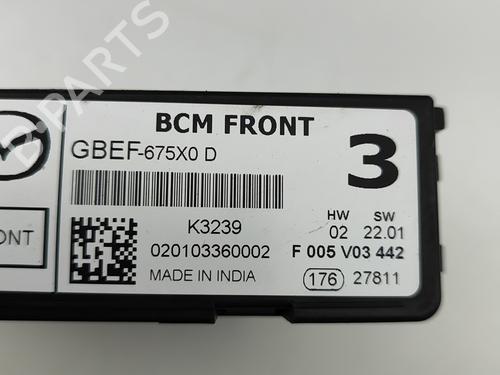 B-PARTS
BCM FRONT
GBEF-675X0 D
3
K3239
020103360002
HW SW
02 22.01
F 005 V03 442
MADE IN INDIA
176 27811
ONT